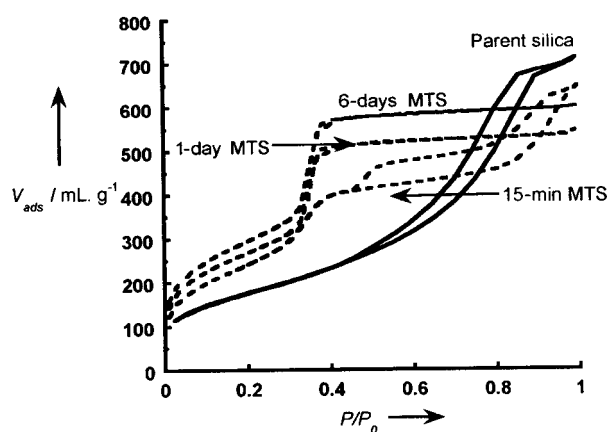 800
700
600
500
400
300
200
100
0
V_ads / mL. g⁻¹
Parent silica
6-days MTS
1-day MTS
15-min MTS
0
0.2
0.4
0.6
0.8
1
P/P₀